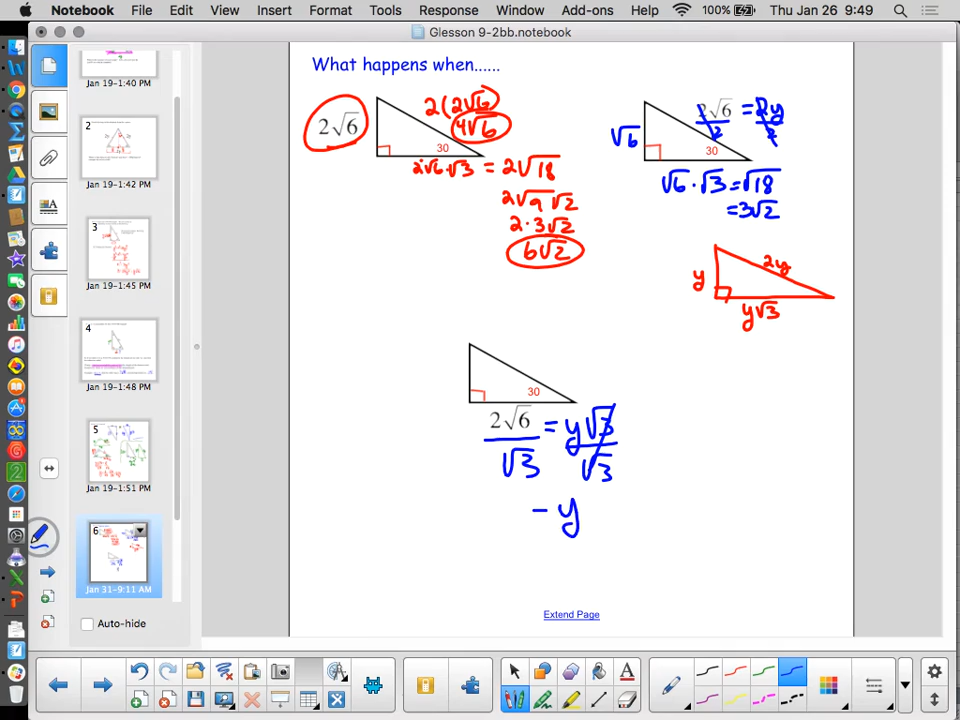 Notebook File Edit View Insert Format Tools Response Window Add-ons Help 100% Thu Jan 26 9:49
Glesson 9-2bb.notebook
Jan 19-1:40 PM
2
Jan 19-1:42 PM
3
Jan 19-1:45 PM
4
Jan 19-1:48 PM
5
Jan 19-1:51 PM
6
Jan 31-9:11 AM
Auto-hide
What happens when......
2√6
2(2√6)
4√6
30
2√6·√3 = 2√18
2√9 √2
2·3√2
6√2
2√6/2 = 2y/2
√6
30
√6·√3=√18
=3√2
y
2y
y√3
30
2√6/√3 = y√3/√3
- y
Extend Page